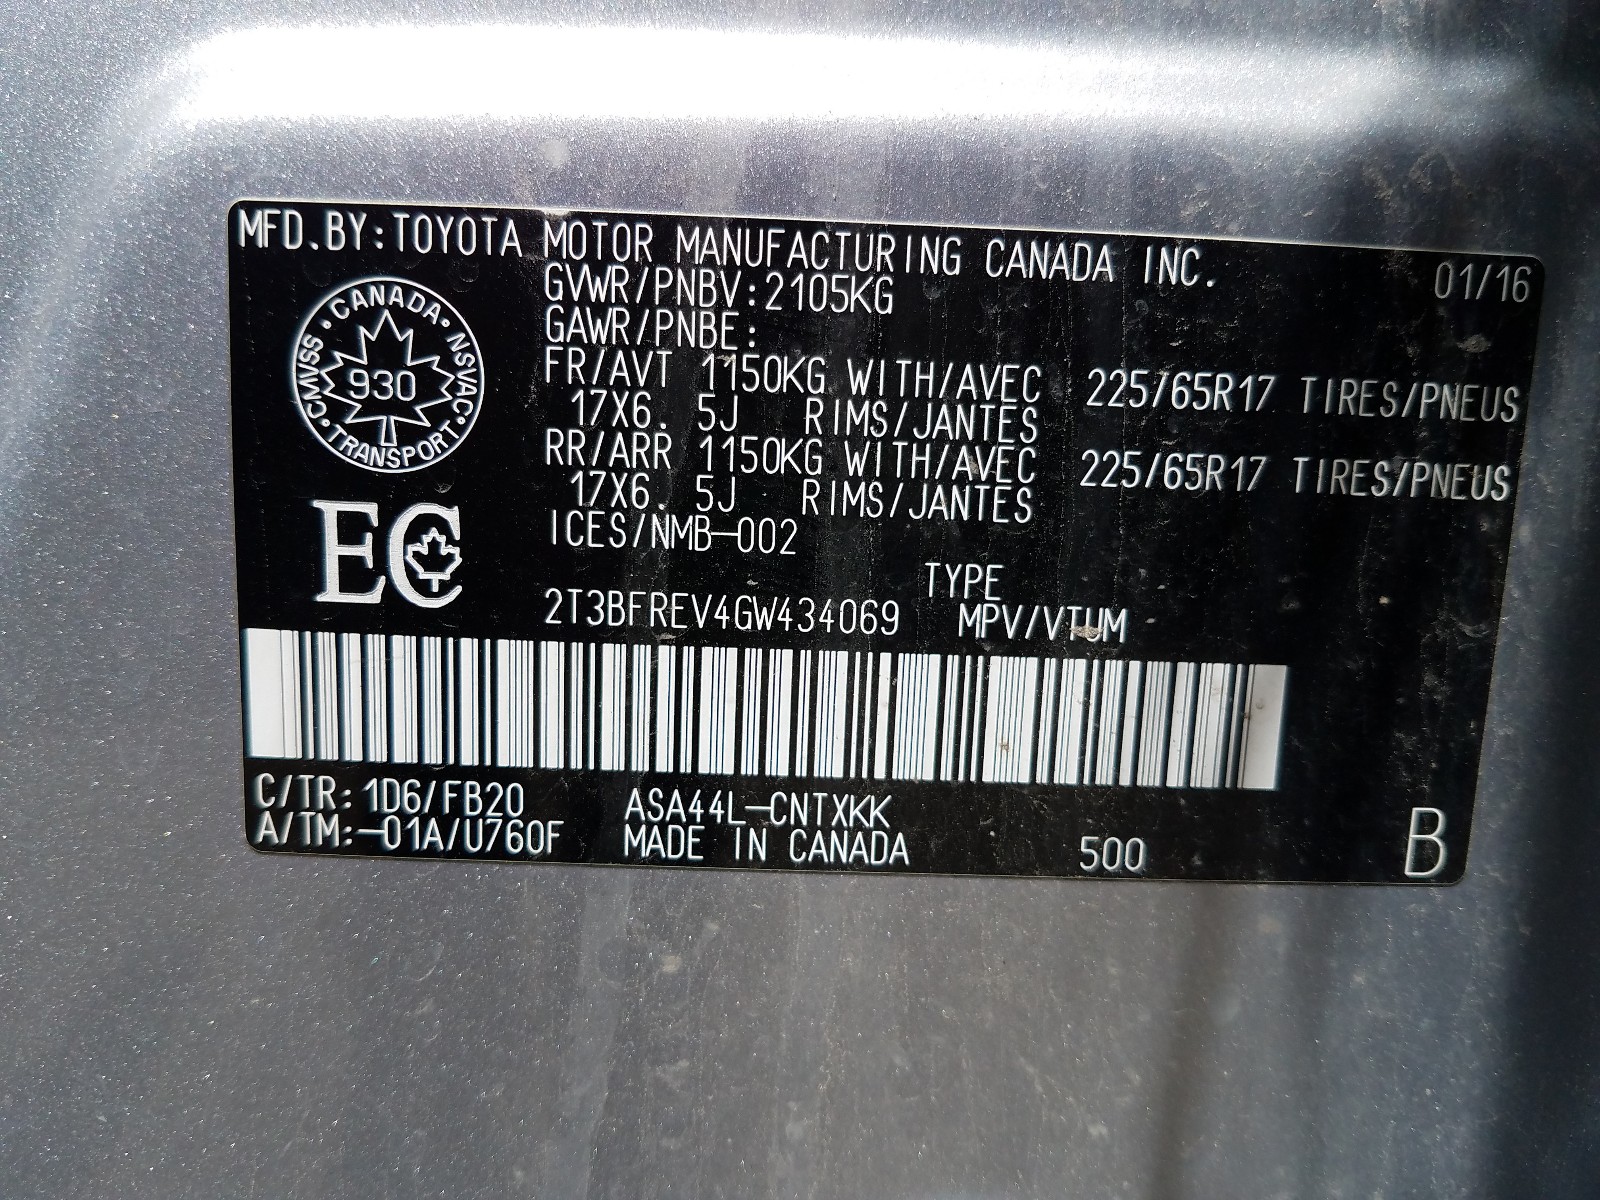 MFD.BY:TOYOTA MOTOR MANUFACTURING CANADA INC. 01/16
GVWR/PNBV:2105KG
GAWR/PNBE:
FR/AVT 1150KG WITH/AVEC 225/65R17 TIRES/PNEUS
17X6. 5J RIMS/JANTES
RR/ARR 1150KG WITH/AVEC 225/65R17 TIRES/PNEUS
17X6. 5J RIMS/JANTES
ICES/NMB-002
CANADA · NSVAC · TRANSPORT · CMVSS ·
930
EC
TYPE
2T3BFREV4GW434069 MPV/VTUM
C/TR: 1D6/FB20 ASA44L-CNTXKK
A/TM:-01A/U760F MADE IN CANADA 500 B